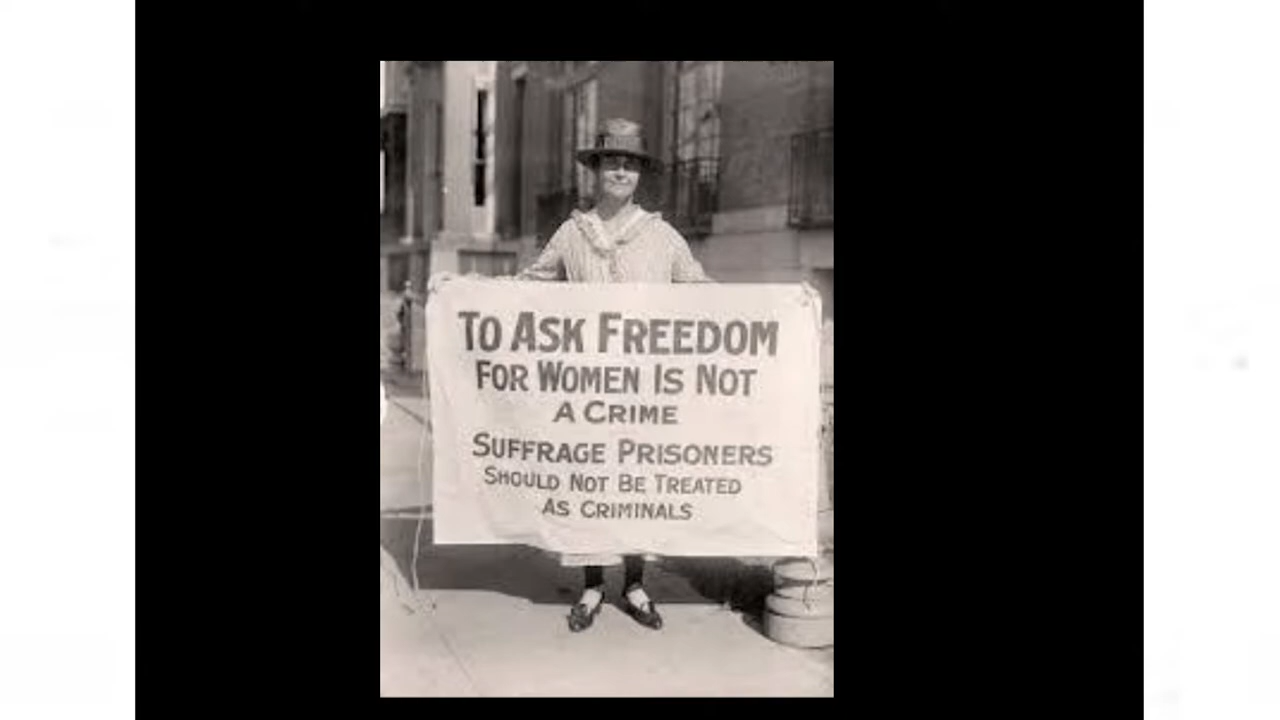 TO ASK FREEDOM
FOR WOMEN IS NOT
A CRIME
SUFFRAGE PRISONERS
SHOULD NOT BE TREATED
AS CRIMINALS